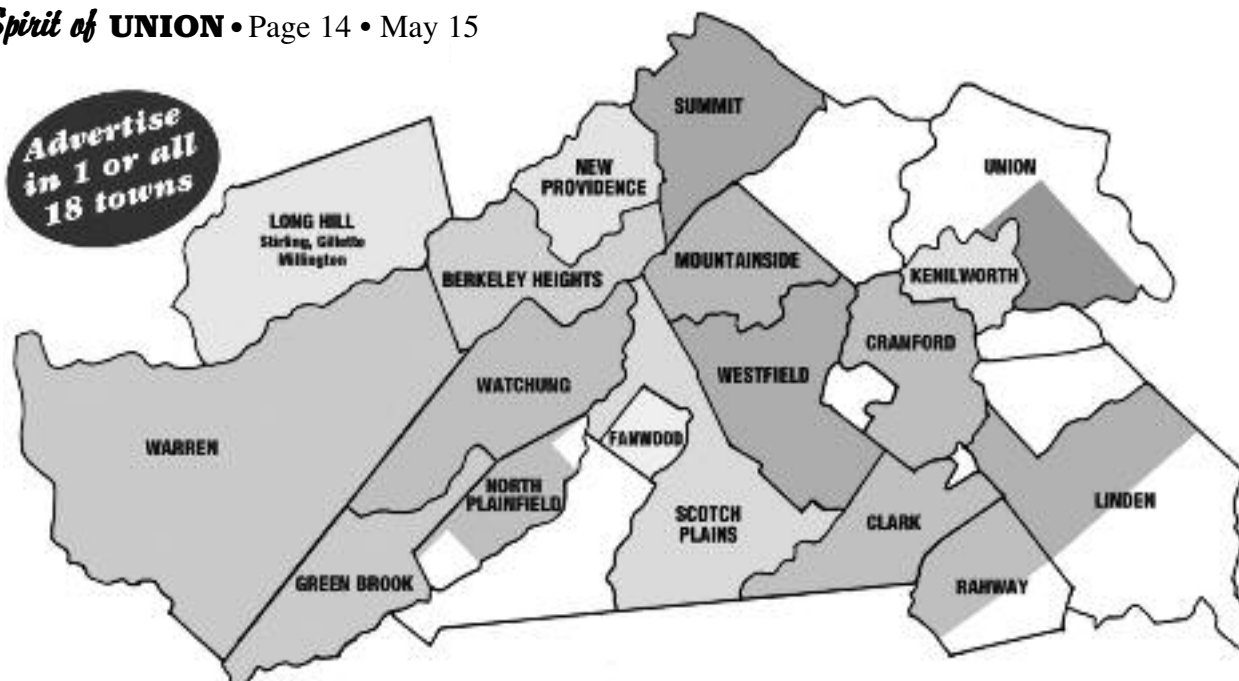 Spirit of UNION • Page 14 • May 15
Advertise
in 1 or all
18 towns
SUMMIT
NEW
PROVIDENCE
UNION
LONG HILL
Stirling, Gillette
Millington
BERKELEY HEIGHTS
MOUNTAINSIDE
KENILWORTH
CRANFORD
WATCHUNG
WESTFIELD
WARREN
FANWOOD
NORTH
PLAINFIELD
SCOTCH
PLAINS
CLARK
LINDEN
GREEN BROOK
RAHWAY